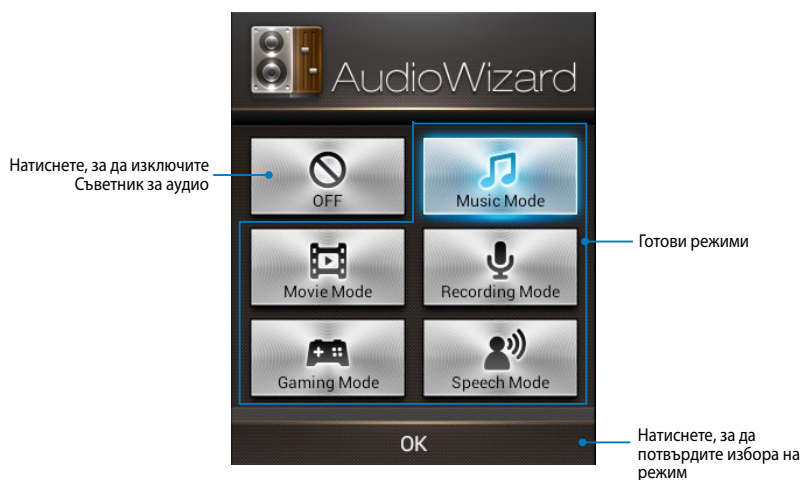 AudioWizard
Натиснете, за да изключите
Съветник за аудио
OFF
Music Mode
Готови режими
Movie Mode
Recording Mode
Gaming Mode
Speech Mode
OK
Натиснете, за да
потвърдите избора на
режим